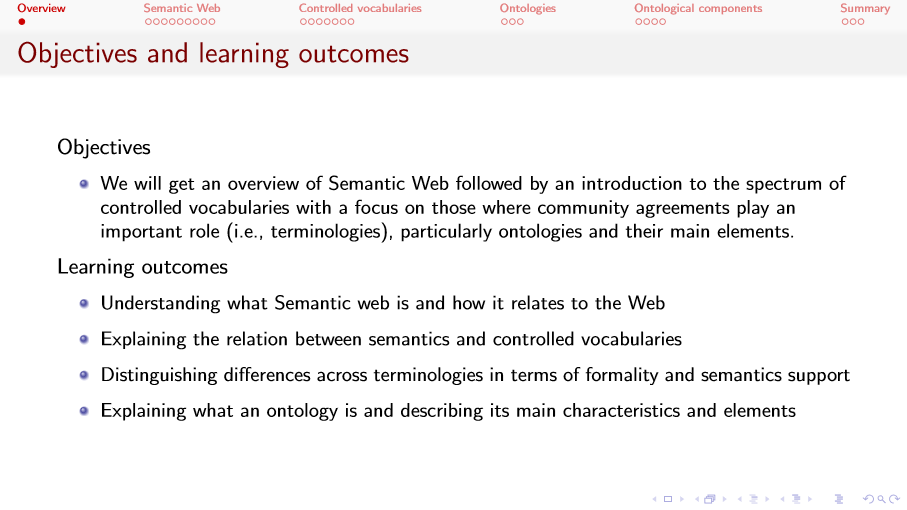 Overview Semantic Web Controlled vocabularies Ontologies Ontological components Summary
Objectives and learning outcomes
Objectives
We will get an overview of Semantic Web followed by an introduction to the spectrum of
controlled vocabularies with a focus on those where community agreements play an
important role (i.e., terminologies), particularly ontologies and their main elements.
Learning outcomes
Understanding what Semantic web is and how it relates to the Web
Explaining the relation between semantics and controlled vocabularies
Distinguishing differences across terminologies in terms of formality and semantics support
Explaining what an ontology is and describing its main characteristics and elements